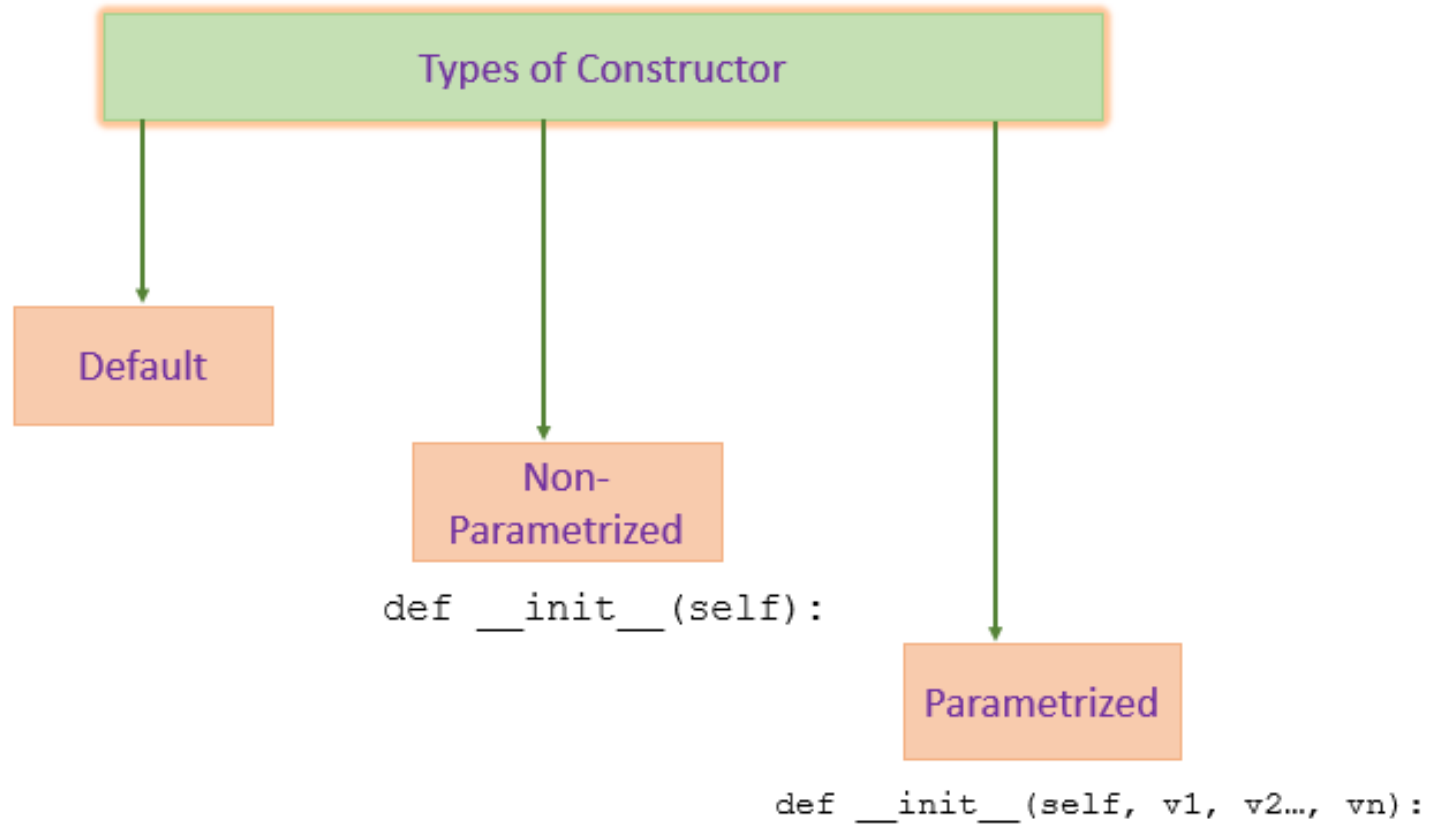 Types of Constructor
Default
Non-
Parametrized
def __init__(self):
Parametrized
def __init__(self, v1, v2…, vn):